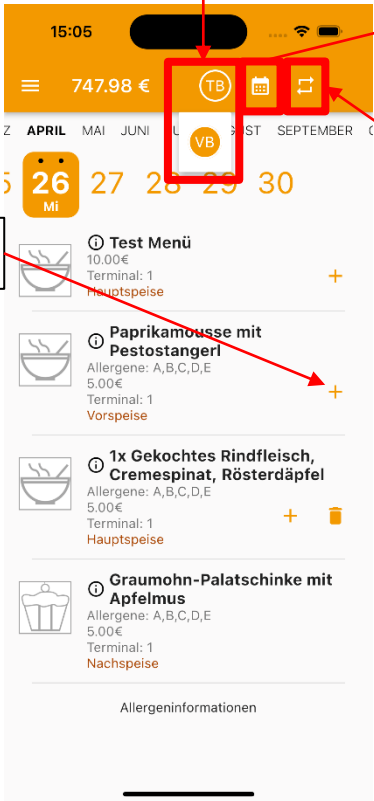 15:05
747.98 €
TB
VB
Z APRIL MAI JUNI ST SEPTEMBER
5 26 27 28 29 30
Mi
Test Menü
10.00€
Terminal: 1
Hauptspeise
Paprikamousse mit
Pestostangerl
Allergene: A,B,C,D,E
5.00€
Terminal: 1
Vorspeise
1x Gekochtes Rindfleisch,
Cremespinat, Rösterdäpfel
Allergene: A,B,C,D,E
5.00€
Terminal: 1
Hauptspeise
Graumohn-Palatschinke mit
Apfelmus
Allergene: A,B,C,D,E
5.00€
Terminal: 1
Nachspeise
Allergeninformationen